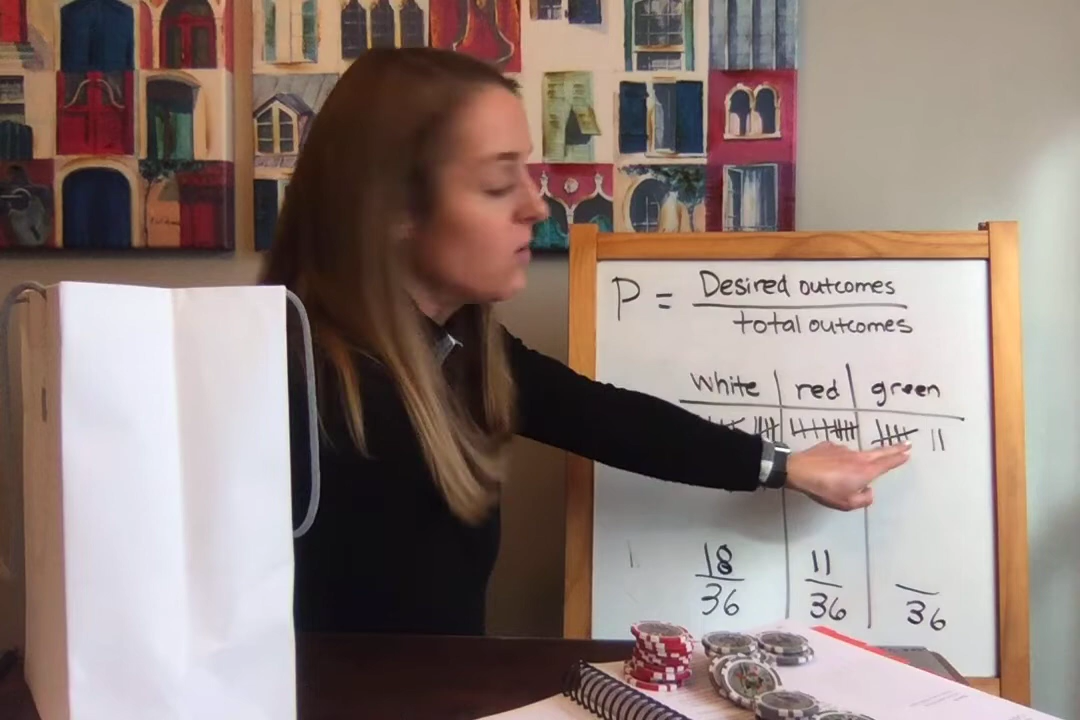 P = Desired outcomes
total outcomes
white red green
18 11
36 36 36